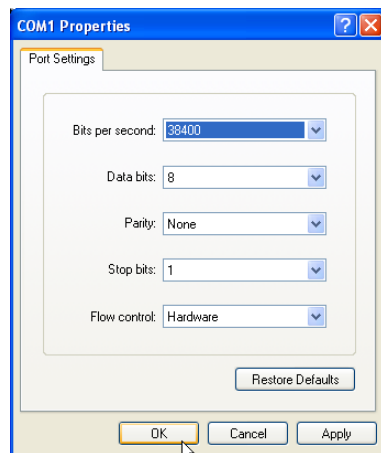 COM1 Properties
Port Settings
Bits per second: 38400
Data bits: 8
Parity: None
Stop bits: 1
Flow control: Hardware
Restore Defaults
OK Cancel Apply